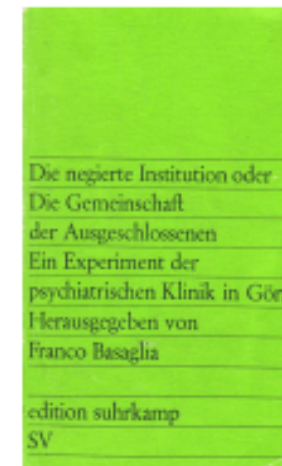 Die negierte Institution oder
Die Gemeinschaft
der Ausgeschlossenen
Ein Experiment der
psychiatrischen Klinik in Gör
Herausgegeben von
Franco Basaglia
edition suhrkamp
SV